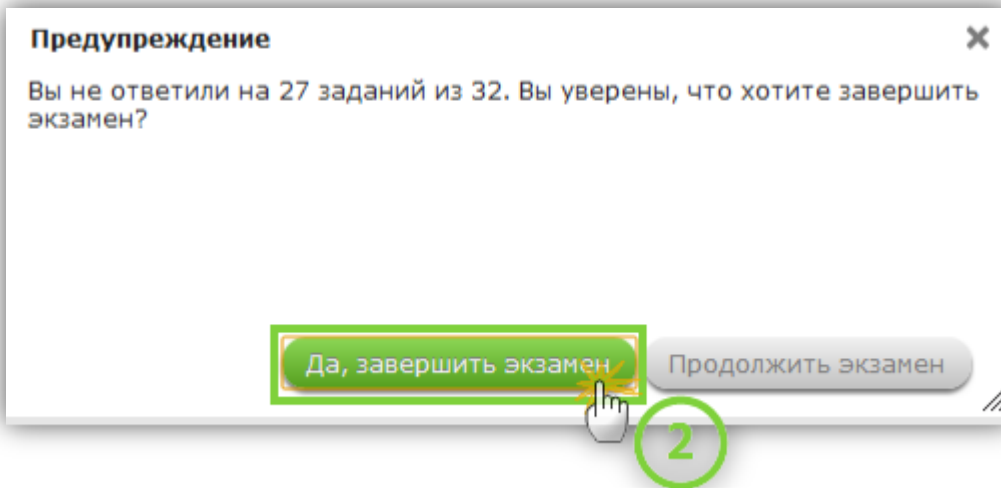 Предупреждение
Вы не ответили на 27 заданий из 32. Вы уверены, что хотите завершить
экзамен?
Да, завершить экзамен
Продолжить экзамен
2